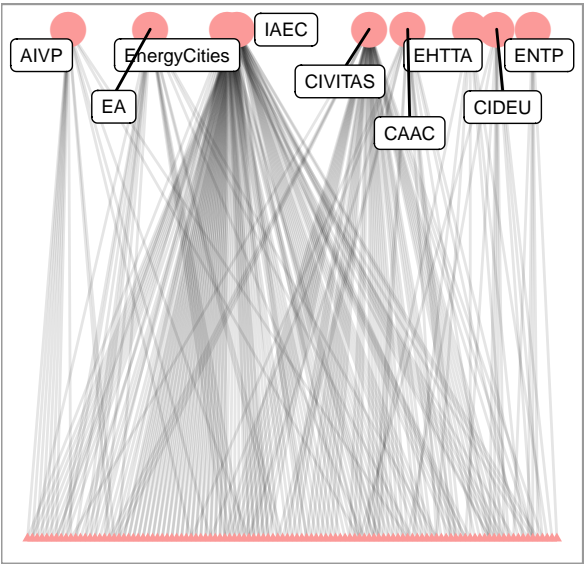 IAEC
AIVP
EnergyCities
EHTTA
ENTP
CIVITAS
EA
CIDEU
CAAC